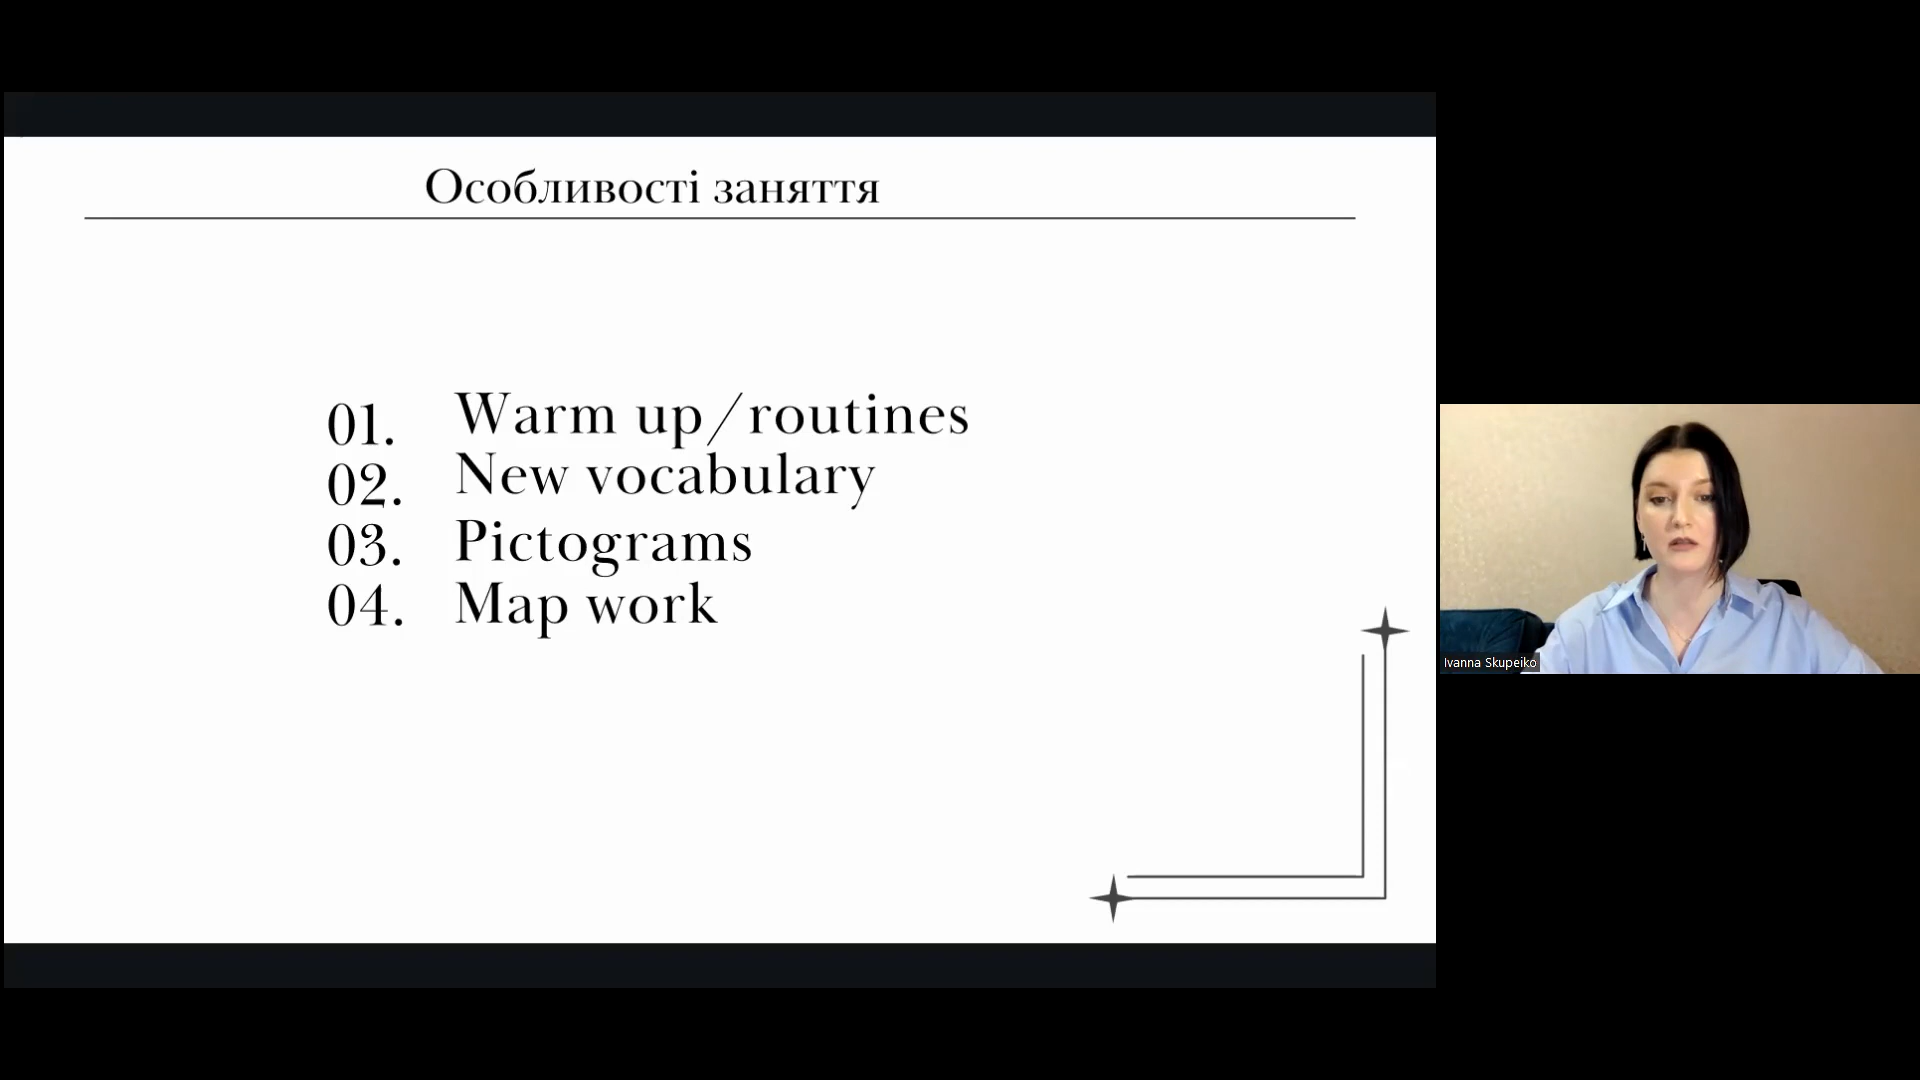 Особливості заняття
01. Warm up/routines
02. New vocabulary
03. Pictograms
04. Map work
Ivanna Skupeiko